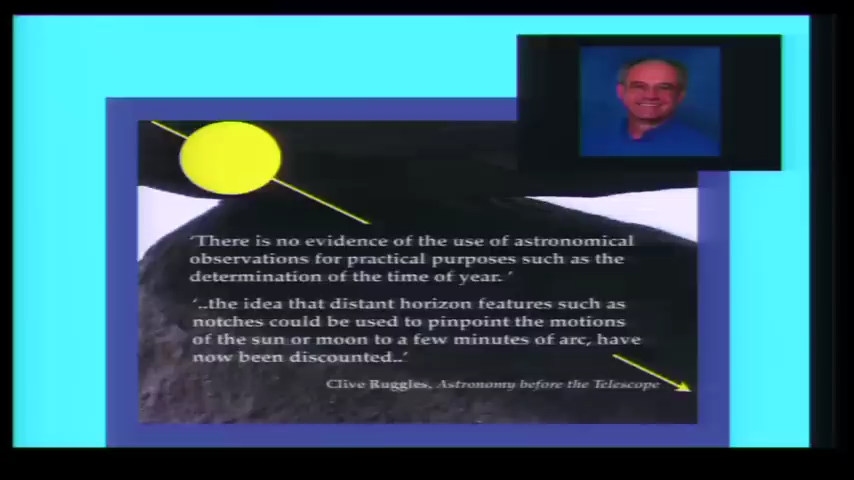 'There is no evidence of the use of astronomical
observations for practical purposes such as the
determination of the time of year. '
'..the idea that distant horizon features such as
notches could be used to pinpoint the motions
of the sun or moon to a few minutes of arc, have
now been discounted..'
Clive Ruggles, Astronomy before the Telescope